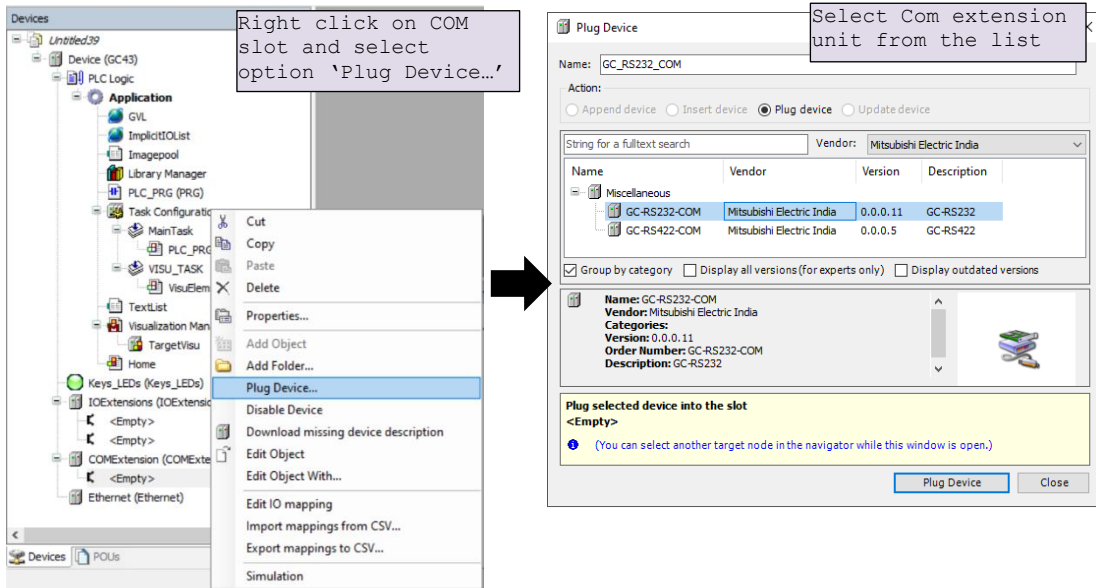 Devices
Untitled39
Device (GC43)
PLC Logic
Application
GVL
ImplicitIOList
Imagepool
Library Manager
PLC_PRG (PRG)
Task Configuratio
MainTask
PLC_PRG
VISU_TASK
VisuElem
TextList
Visualization Man
TargetVisu
Home
Keys_LEDs (Keys_LEDs)
IOExtensions (IOExtensio
<Empty>
<Empty>
COMExtension (COMExte
<Empty>
Ethernet (Ethernet)
Devices POUs
Right click on COM
slot and select
option ‘Plug Device…’
Cut
Copy
Paste
Delete
Properties...
Add Object
Add Folder...
Plug Device...
Disable Device
Download missing device description
Edit Object
Edit Object With...
Edit IO mapping
Import mappings from CSV...
Export mappings to CSV...
Simulation
Select Com extension
unit from the list
Plug Device
Name: GC_RS232_COM
Action:
Append device Insert device Plug device Update device
String for a fulltext search Vendor: Mitsubishi Electric India
Name Vendor Version Description
Miscellaneous
GC-RS232-COM Mitsubishi Electric India 0.0.0.11 GC-RS232
GC-RS422-COM Mitsubishi Electric India 0.0.0.5 GC-RS422
Group by category Display all versions (for experts only) Display outdated versions
Name: GC-RS232-COM
Vendor: Mitsubishi Electric India
Categories:
Version: 0.0.0.11
Order Number: GC-RS232-COM
Description: GC-RS232
Plug selected device into the slot
<Empty>
(You can select another target node in the navigator while this window is open.)
Plug Device Close